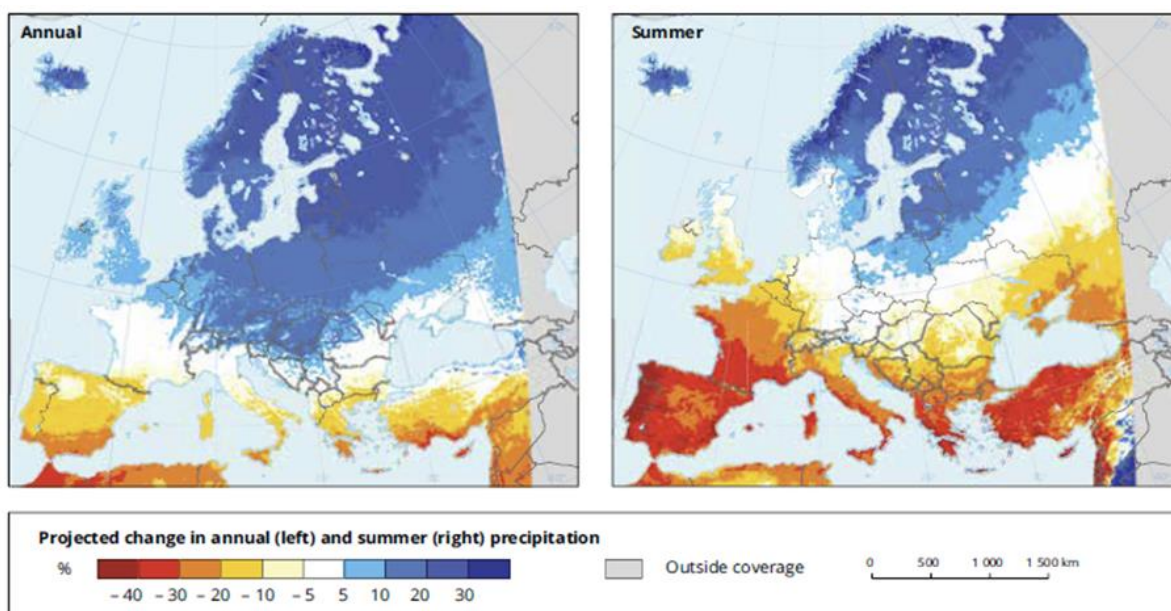 Annual
Summer
Projected change in annual (left) and summer (right) precipitation
%
– 40 – 30 – 20 – 10 – 5 5 10 20 30
Outside coverage
0 500 1 000 1 500 km